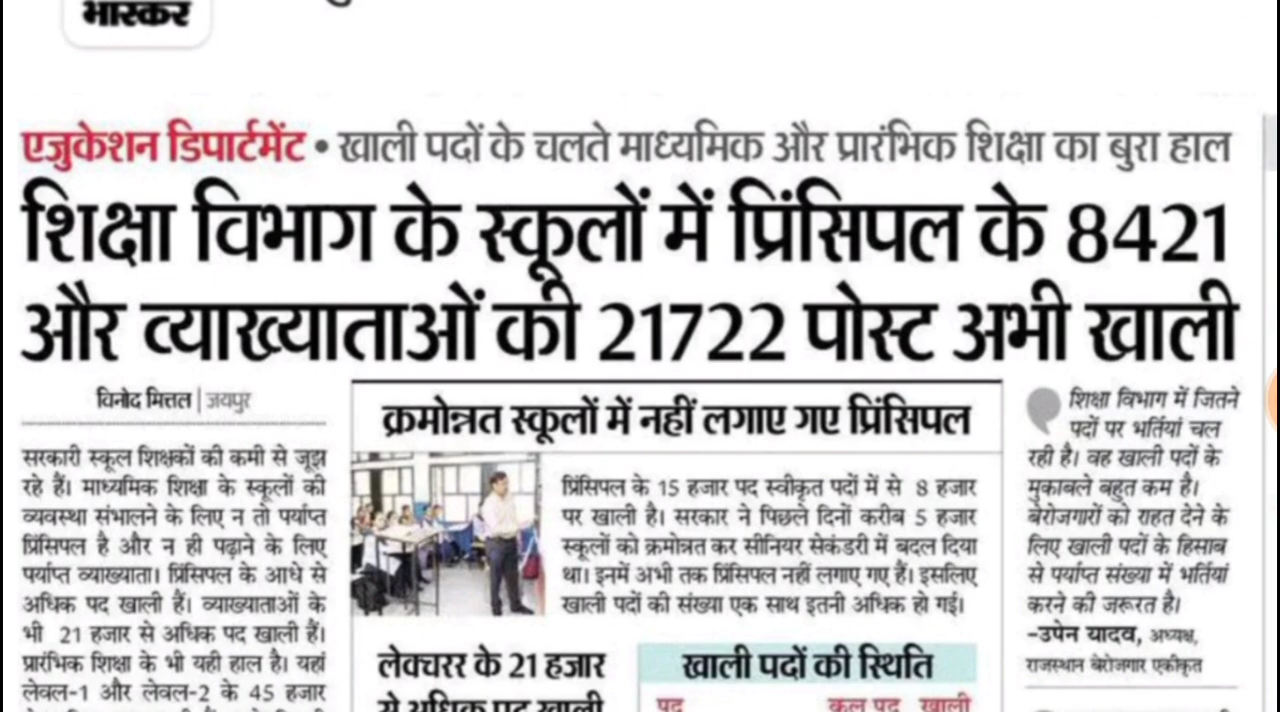 भास्कर
एजुकेशन डिपार्टमेंट • खाली पदों के चलते माध्यमिक और प्रारंभिक शिक्षा का बुरा हाल
शिक्षा विभाग के स्कूलों में प्रिंसिपल के 8421
और व्याख्याताओं की 21722 पोस्ट अभी खाली
विनोद मित्तल | जयपुर
सरकारी स्कूल शिक्षकों की कमी से जूझ
रहे हैं। माध्यमिक शिक्षा के स्कूलों की
व्यवस्था संभालने के लिए न तो पर्याप्त
प्रिंसिपल है और न ही पढ़ाने के लिए
पर्याप्त व्याख्याता। प्रिंसिपल के आधे से
अधिक पद खाली हैं। व्याख्याताओं के
भी 21 हजार से अधिक पद खाली हैं।
प्रारंभिक शिक्षा के भी यही हाल है। यहां
लेवल-1 और लेवल-2 के 45 हजार
क्रमोन्नत स्कूलों में नहीं लगाए गए प्रिंसिपल
प्रिंसिपल के 15 हजार पद स्वीकृत पदों में से 8 हजार
पर खाली है। सरकार ने पिछले दिनों करीब 5 हजार
स्कूलों को क्रमोन्नत कर सीनियर सेकंडरी में बदल दिया
था। इनमें अभी तक प्रिंसिपल नहीं लगाए गए हैं। इसलिए
खाली पदों की संख्या एक साथ इतनी अधिक हो गई।
लेक्चरर के 21 हजार
से अधिक पद खाली
खाली पदों की स्थिति
पद कुल पद खाली
शिक्षा विभाग में जितने
पदों पर भर्तियां चल
रही है। वह खाली पदों के
मुकाबले बहुत कम है।
बेरोजगारों को राहत देने के
लिए खाली पदों के हिसाब
से पर्याप्त संख्या में भर्तियां
करने की जरूरत है।
-उपेन यादव, अध्यक्ष,
राजस्थान बेरोजगार एकीकृत